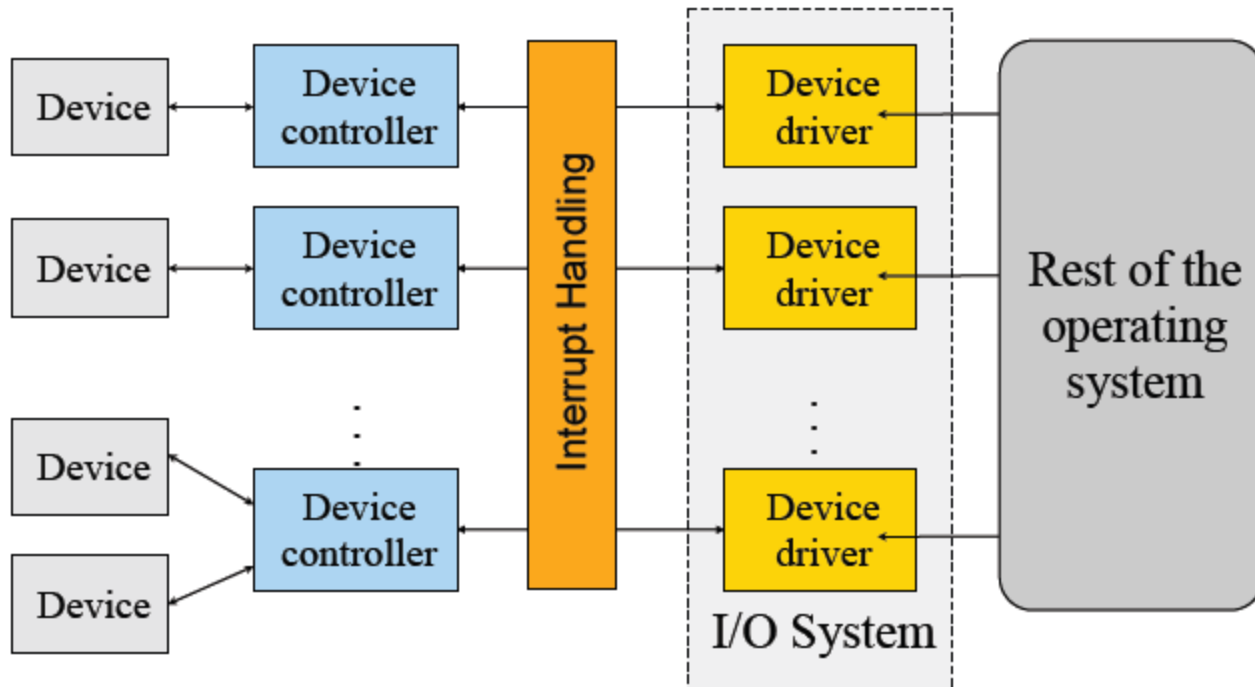 Device
Device
controller
Device
driver
Device
Device
controller
Device
driver
Interrupt Handling
Rest of the
operating
system
Device
Device
controller
Device
driver
Device
I/O System